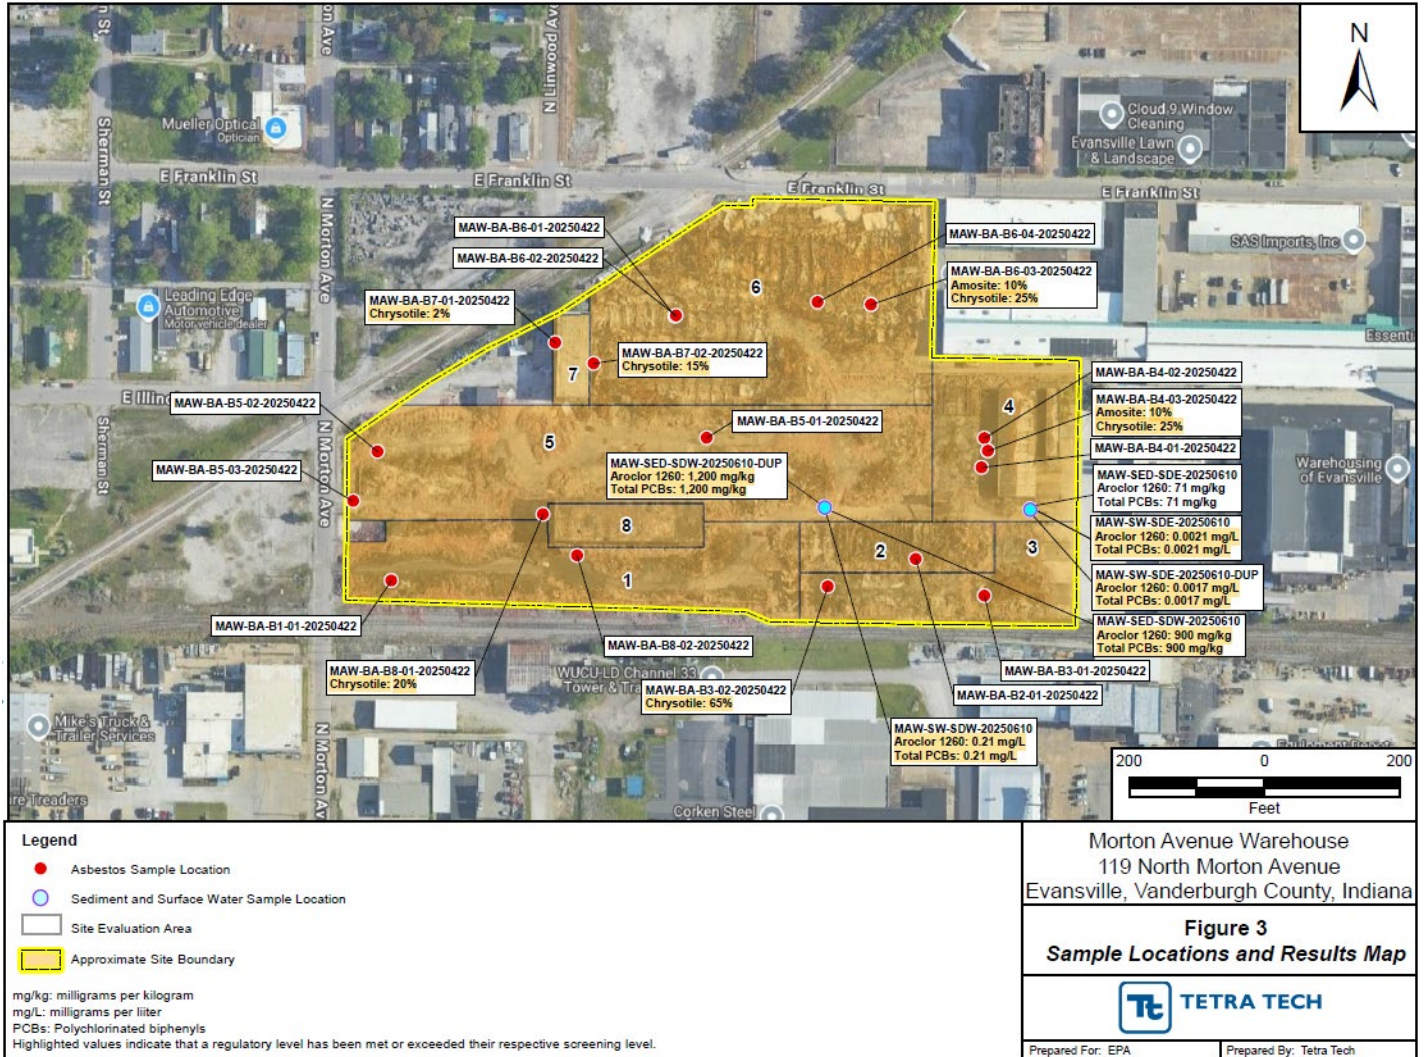 n St
on Ave
N Linwood Ave
N
Mueller Optical
Optician
Cloud 9 Window
Cleaning
Evansville Lawn
& Landscape
Sherman St
E Franklin St
E Franklin St
E Franklin St
E Franklin St
N Morton Ave
MAW-BA-B6-01-20250422
MAW-BA-B6-02-20250422
MAW-BA-B6-04-20250422
SAS Imports, Inc
MAW-BA-B6-03-20250422
Amosite: 10%
Chrysotile: 25%
6
Leading Edge
Automotive
Motor vehicle dealer
MAW-BA-B7-01-20250422
Chrysotile: 2%
Essenti
MAW-BA-B7-02-20250422
Chrysotile: 15%
7
MAW-BA-B4-02-20250422
E Illino
MAW-BA-B5-02-20250422
4
MAW-BA-B4-03-20250422
Amosite: 10%
Chrysotile: 25%
Sherman St
N Morton Ave
5
MAW-BA-B5-01-20250422
MAW-BA-B4-01-20250422
MAW-BA-B5-03-20250422
MAW-SED-SDW-20250610-DUP
Aroclor 1260: 1,200 mg/kg
Total PCBs: 1,200 mg/kg
Warehousing
of Evansville
MAW-SED-SDE-20250610
Aroclor 1260: 71 mg/kg
Total PCBs: 71 mg/kg
8
2
3
MAW-SW-SDE-20250610
Aroclor 1260: 0.0021 mg/L
Total PCBs: 0.0021 mg/L
1
MAW-SW-SDE-20250610-DUP
Aroclor 1260: 0.0017 mg/L
Total PCBs: 0.0017 mg/L
MAW-BA-B1-01-20250422
MAW-SED-SDW-20250610
Aroclor 1260: 900 mg/kg
Total PCBs: 900 mg/kg
MAW-BA-B8-02-20250422
MAW-BA-B8-01-20250422
Chrysotile: 20%
WUCU-LD Channel 33
Tower & Tra
MAW-BA-B3-01-20250422
MAW-BA-B3-02-20250422
Chrysotile: 65%
MAW-BA-B2-01-20250422
Mike's Truck &
Trailer Services
N Morton Av
MAW-SW-SDW-20250610
Aroclor 1260: 0.21 mg/L
Total PCBs: 0.21 mg/L
re Treaders
Corken Steel
200 0 200
Feet
Legend
Asbestos Sample Location
Sediment and Surface Water Sample Location
Site Evaluation Area
Approximate Site Boundary
mg/kg: milligrams per kilogram
mg/L: milligrams per liiter
PCBs: Polychlorinated biphenyls
Highlighted values indicate that a regulatory level has been met or exceeded their respective screening level.
Morton Avenue Warehouse
119 North Morton Avenue
Evansville, Vanderburgh County, Indiana
Figure 3
Sample Locations and Results Map
Tt TETRA TECH
Prepared For: EPA
Prepared By: Tetra Tech